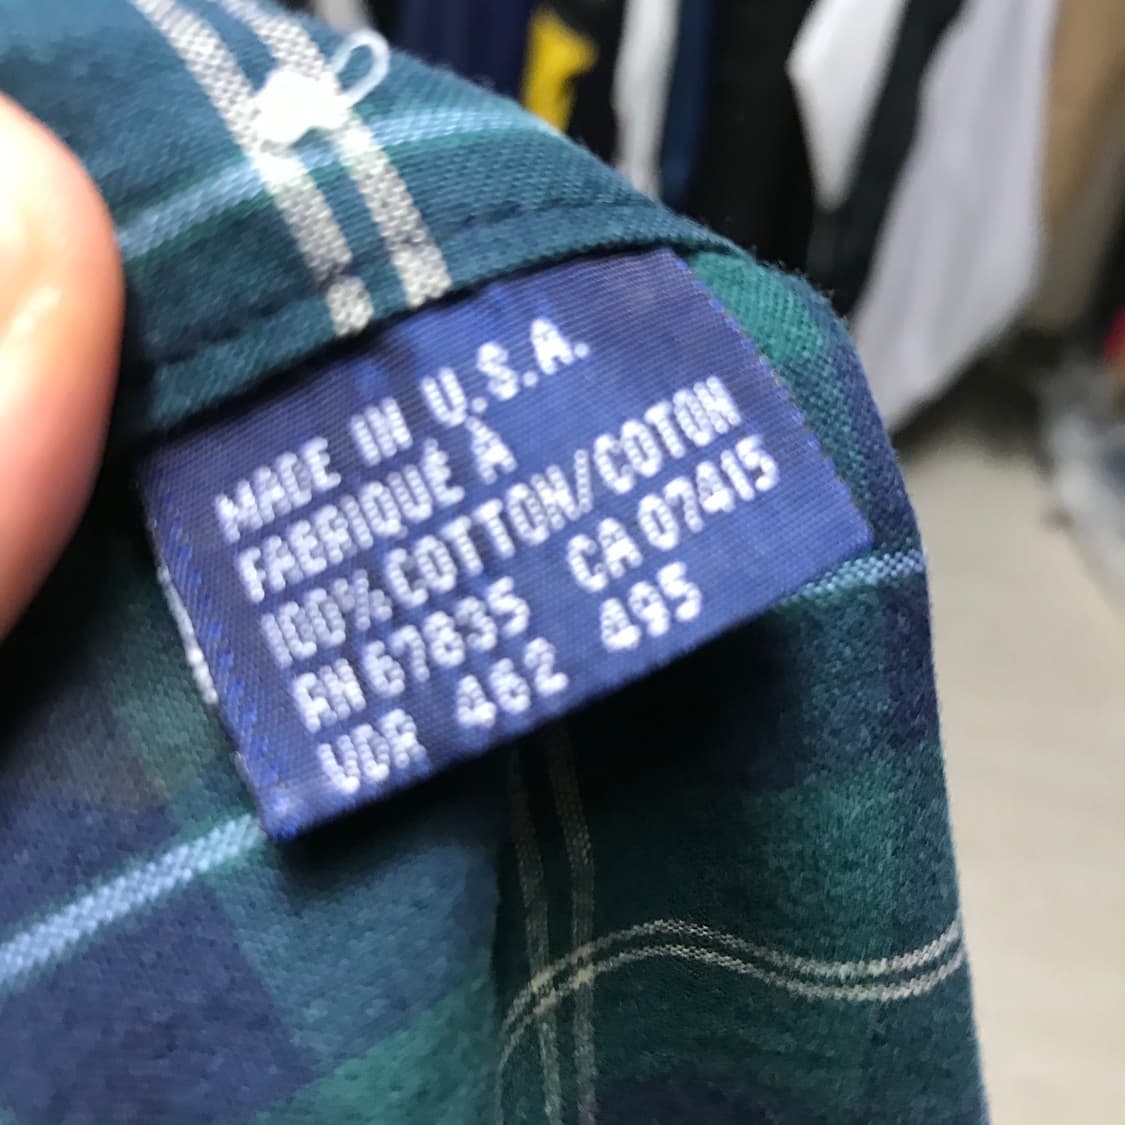 MADE IN U.S.A.
FABRIQUÉ À
100% COTTON/COTON
RN 67835 CA 07415
VDR 462 495